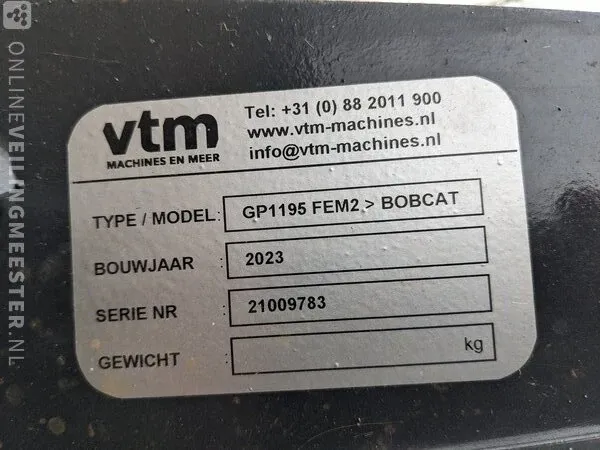 ONLINEVEILINGMEESTER.NL
vtm
MACHINES EN MEER
Tel: +31 (0) 88 2011 900
www.vtm-machines.nl
info@vtm-machines.nl
TYPE / MODEL: GP1195 FEM2 > BOBCAT
BOUWJAAR : 2023
SERIE NR : 21009783
GEWICHT : kg